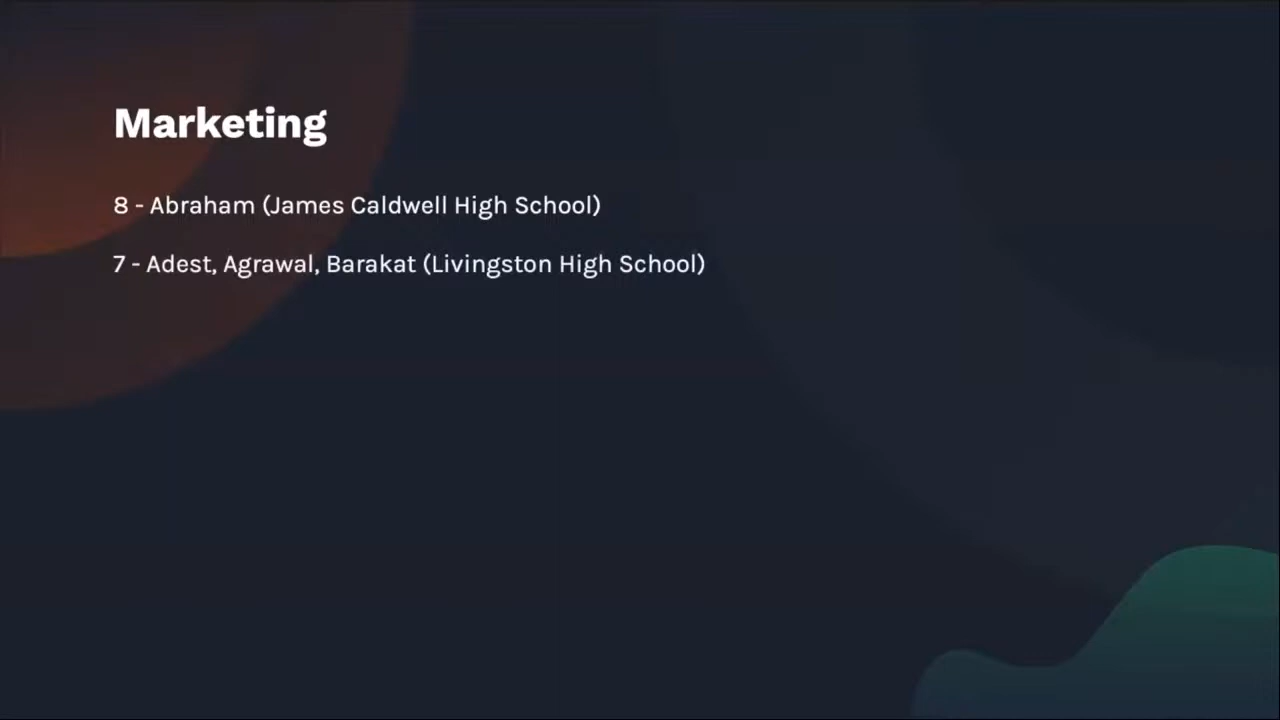 Marketing
8 - Abraham (James Caldwell High School)
7 - Adest, Agrawal, Barakat (Livingston High School)